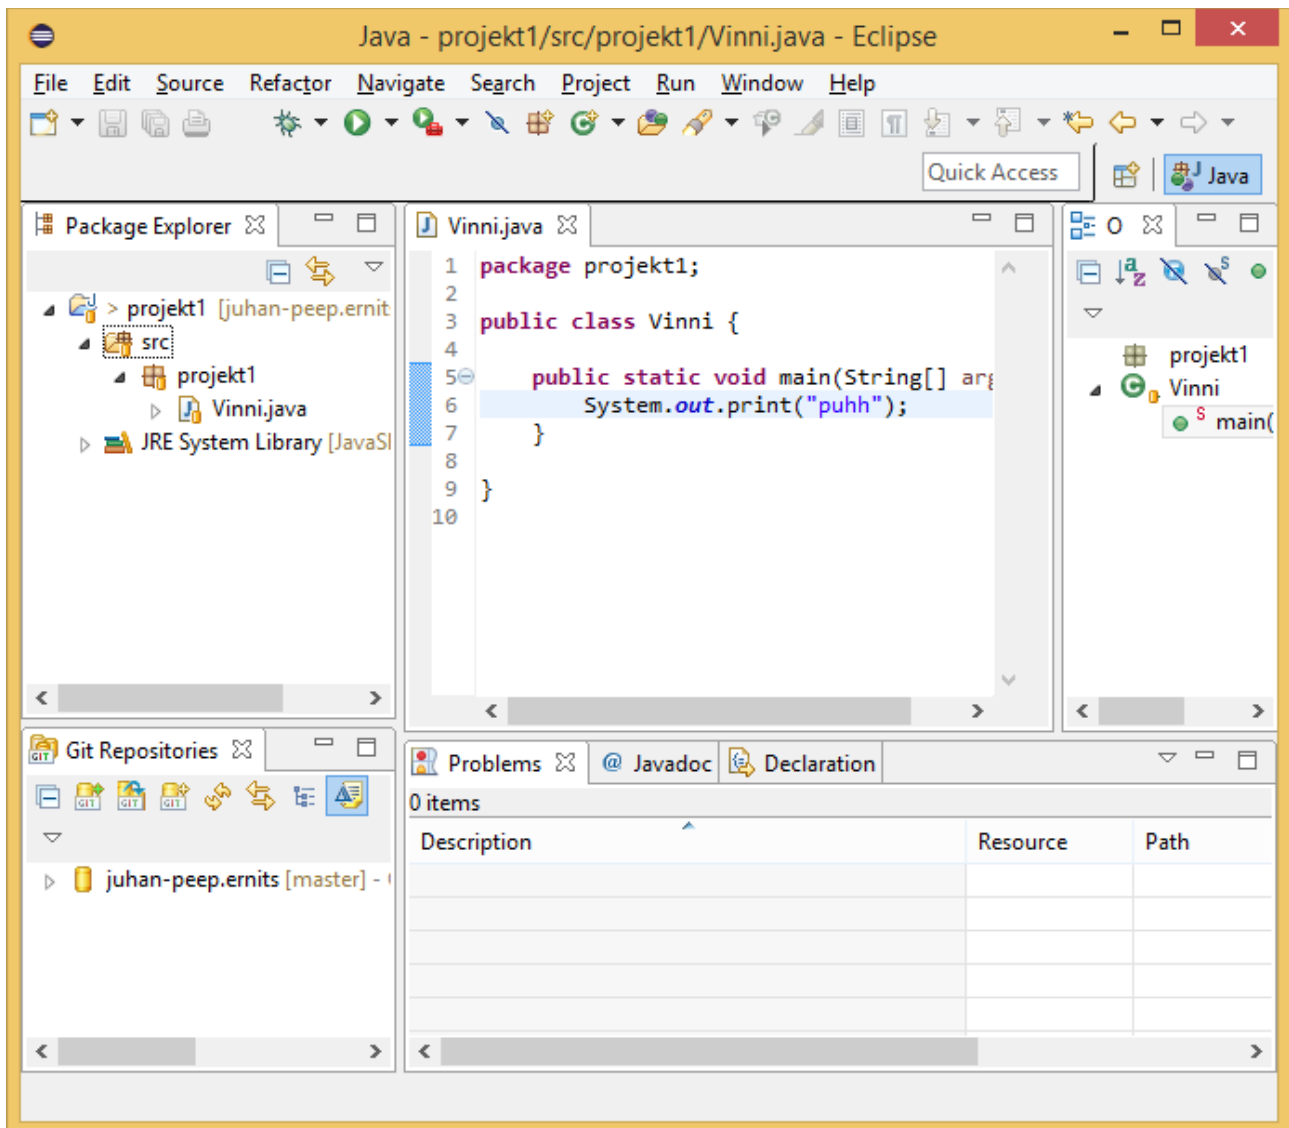 Java - projekt1/src/projekt1/Vinni.java - Eclipse
File Edit Source Refactor Navigate Search Project Run Window Help
Quick Access
Java
Package Explorer
> projekt1 [juhan-peep.ernit
src
projekt1
Vinni.java
JRE System Library [JavaSI
Vinni.java
1 package projekt1;
2
3 public class Vinni {
4
5 public static void main(String[] arg
6 System.out.print("puhh");
7 }
8
9 }
10
O
projekt1
Vinni
S main(
Git Repositories
juhan-peep.ernits [master] -
Problems @ Javadoc Declaration
0 items
Description Resource Path